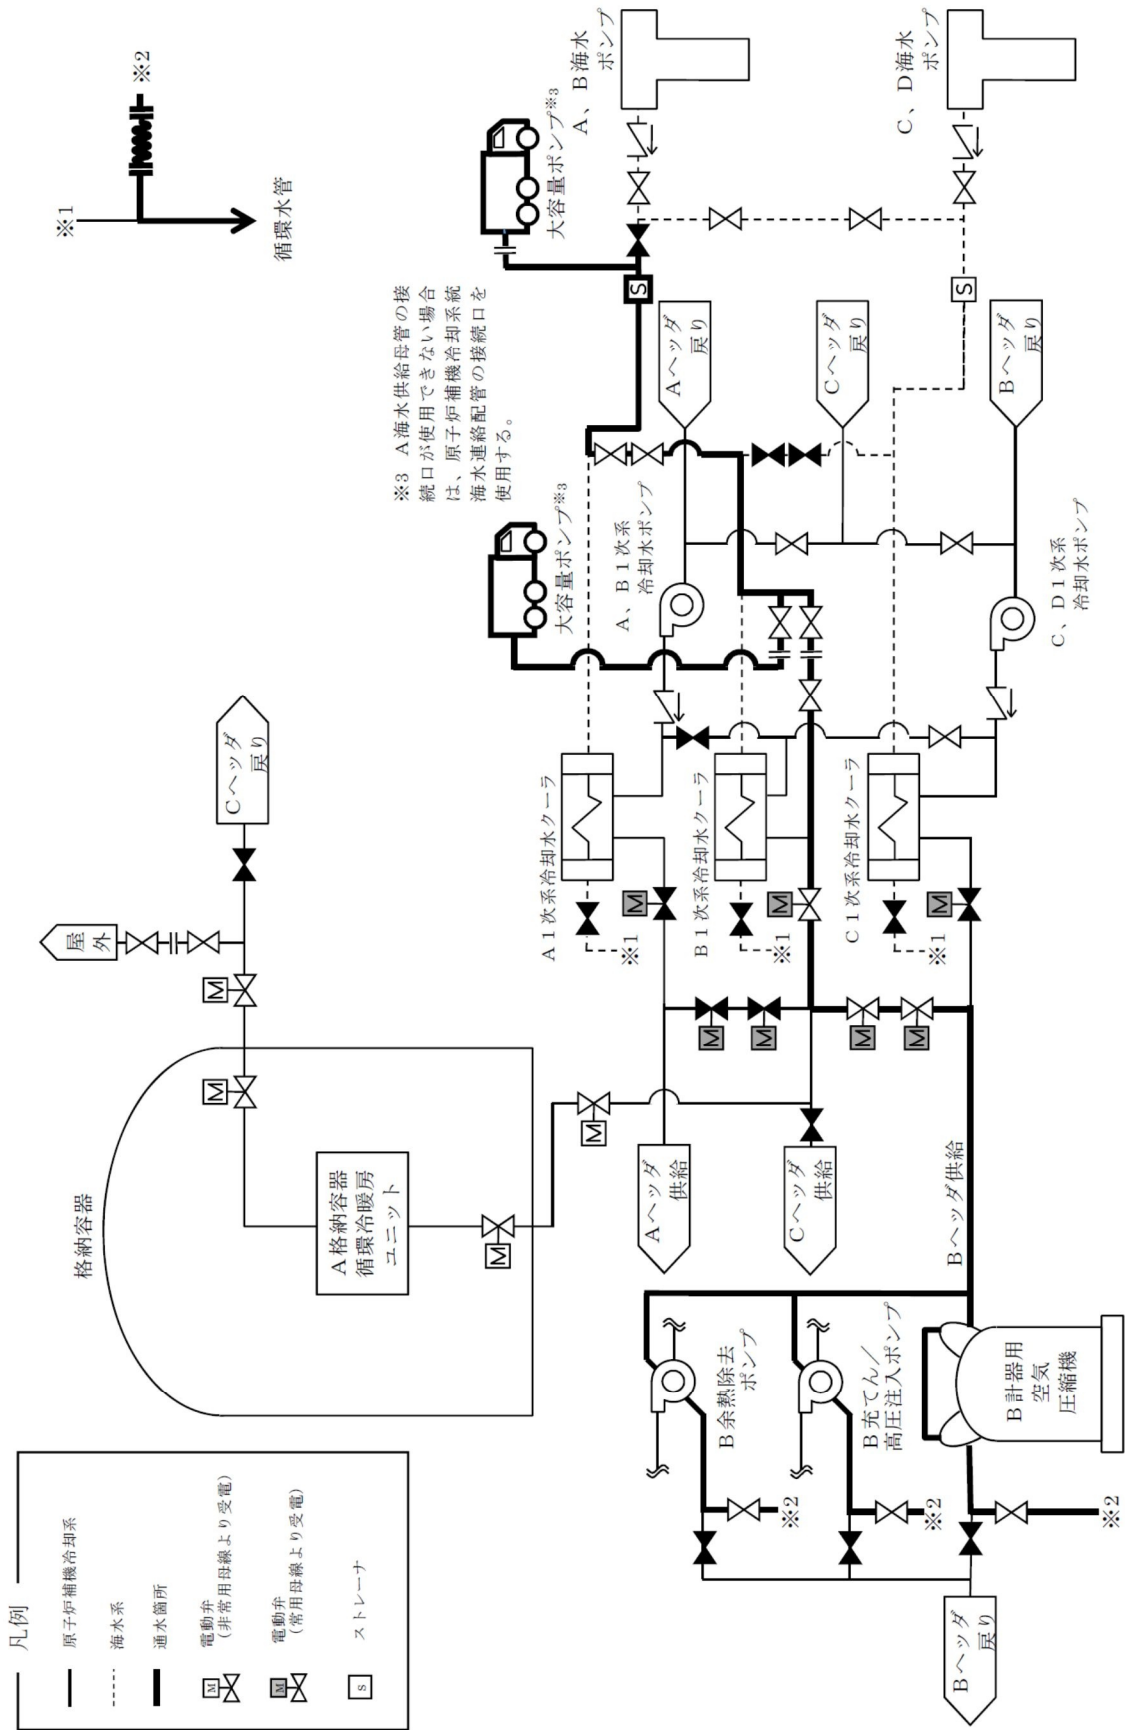 ※1
※2
循環水管
※3 A海水供給母管の接
続口が使用できない場合
は、原子炉補機冷却系統
海水連絡配管の接続口を
使用する。
大容量ポンプ※3
A、B海水
ポンプ
C、D海水
ポンプ
S
S
Aヘッダ
戻り
Cヘッダ
戻り
Bヘッダ
戻り
大容量ポンプ※3
A、B1次系
冷却水ポンプ
C、D1次系
冷却水ポンプ
Cヘッダ
戻り
屋
外
M
M
A1次系冷却水クーラ
B1次系冷却水クーラ
C1次系冷却水クーラ
M
M
M
※1
※1
※1
M
M
M
M
格納容器
A格納容器
循環冷暖房
ユニット
M
M
Aヘッダ
供給
Cヘッダ
供給
Bヘッダ供給
B余熱除去
ポンプ
B充てん/
高圧注入ポンプ
B計器用
空気
圧縮機
※2
※2
※2
Bヘッダ
戻り
凡例
原子炉補機冷却系
海水系
通水箇所
M
電動弁
(非常用母線より受電)
M
電動弁
(常用母線より受電)
S
ストレーナ